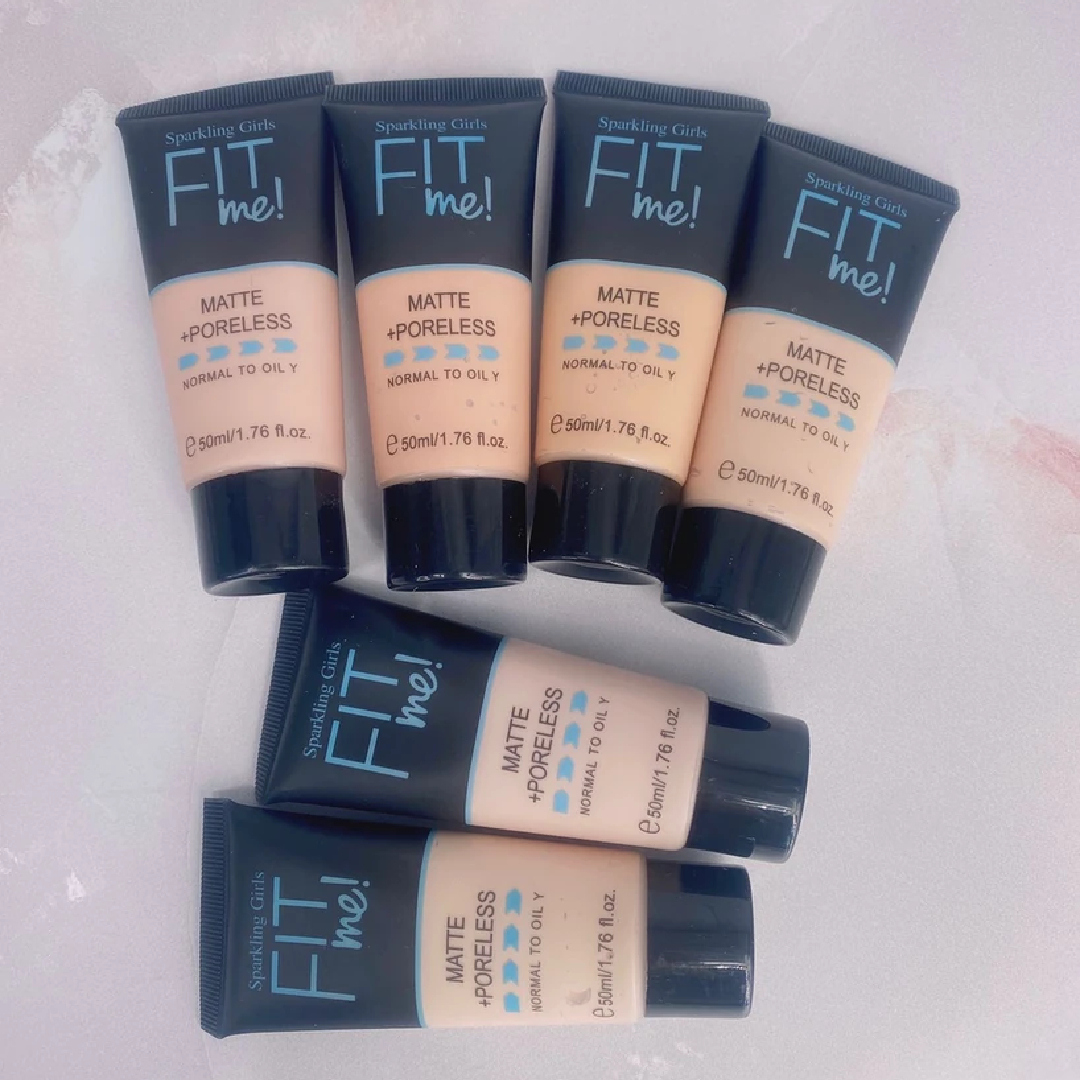 Sparkling Girls
FIT
me!
MATTE
+PORELESS
NORMAL TO OIL Y
e 50ml/1.76 fl.oz.
Sparkling Girls
FIT
me!
MATTE
+PORELESS
NORMAL TO OIL Y
e 50ml/1.76 fl.oz.
Sparkling Girls
FIT
me!
MATTE
+PORELESS
NORMAL TO OIL Y
e 50ml/1.76 fl.oz.
Sparkling Girls
FIT
me!
MATTE
+PORELESS
NORMAL TO OIL Y
e 50ml/1.76 fl.oz.
Sparkling Girls
FIT
me!
MATTE
+PORELESS
NORMAL TO OIL Y
e 50ml/1.76 fl.oz.
Sparkling Girls
FIT
me!
MATTE
+PORELESS
NORMAL TO OIL Y
e 50ml/1.76 fl.oz.